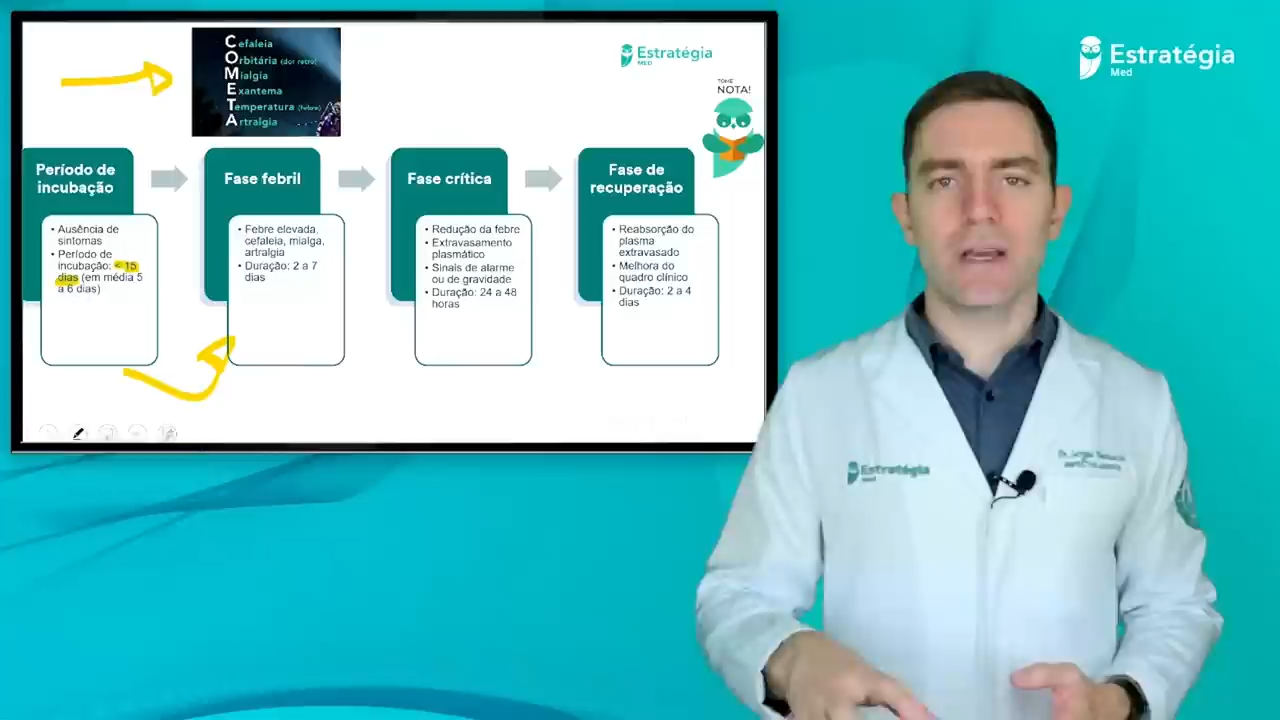 Cefaleia
Orbitária (dor retro)
Mialgia
Exantema
Temperatura (febre)
Artralgia
Estratégia
MED
TOME
NOTA!
Estratégia
Med
Período de
incubação
Fase febril
Fase crítica
Fase de
recuperação
• Ausência de
sintomas
• Período de
incubação: < 15
dias (em média 5
a 6 dias)
• Febre elevada,
cefaleia, mialga,
artralgia
• Duração: 2 a 7
dias
• Redução da febre
• Extravasamento
plasmático
• Sinais de alarme
ou de gravidade
• Duração: 24 a 48
horas
• Reabsorção do
plasma
extravasado
• Melhora do
quadro clínico
• Duração: 2 a 4
dias
Estratégia